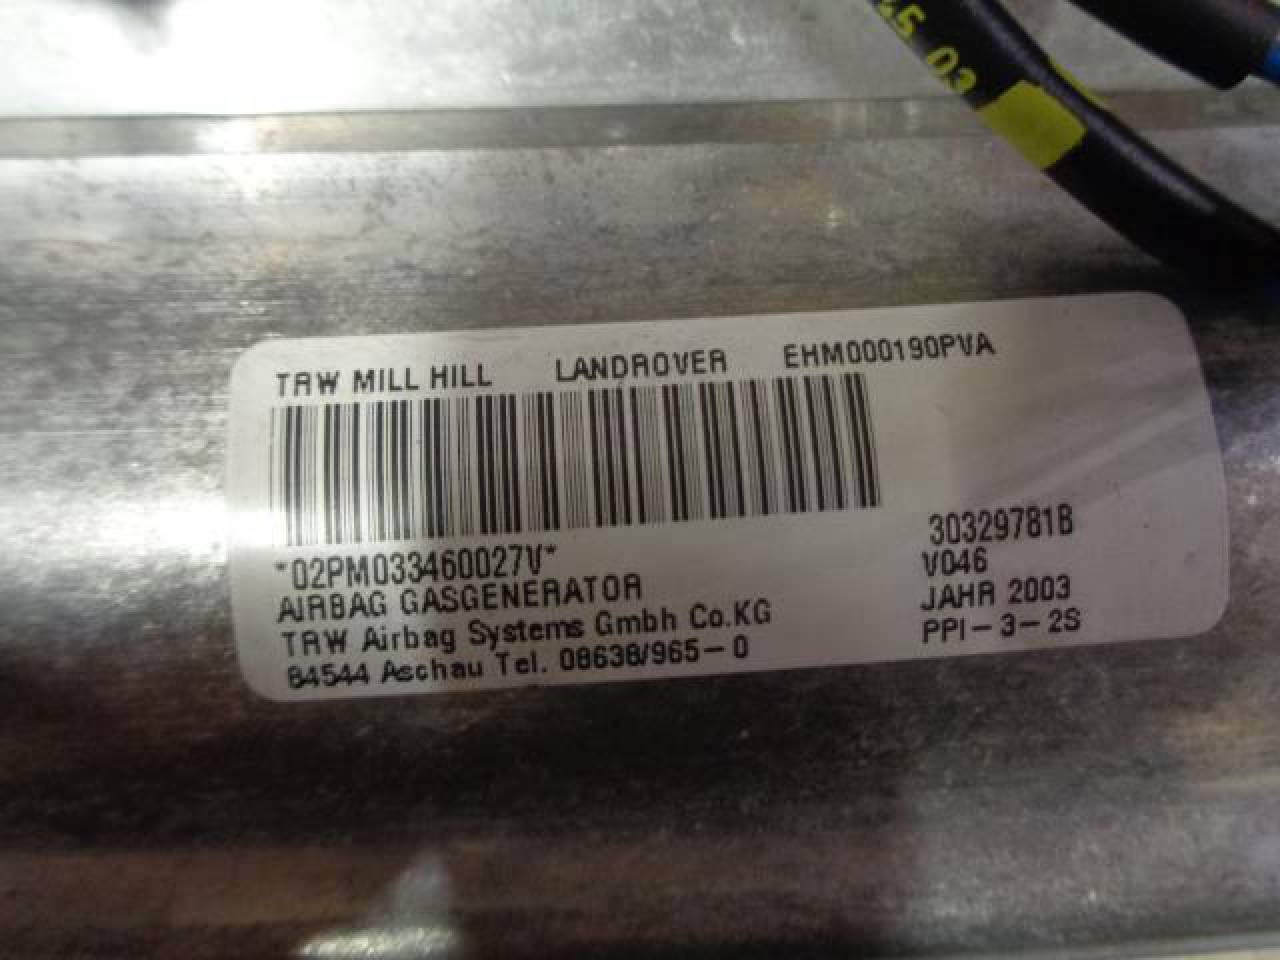 03
TRW MILL HILL LANDROVER EHM000190PVA
*02PM033460027V*
AIRBAG GASGENERATOR
TRW Airbag Systems Gmbh Co.KG
84544 Aschau Tel. 08638/965-0
30329781B
V046
JAHR 2003
PPI-3-2S